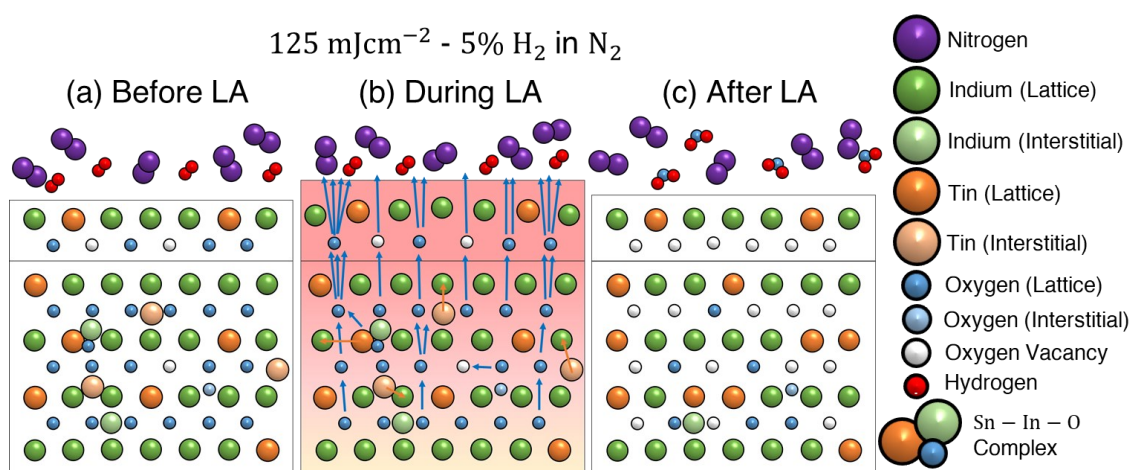 125 mJcm⁻² - 5% H₂ in N₂
(a) Before LA
(b) During LA
(c) After LA
Nitrogen
Indium (Lattice)
Indium (Interstitial)
Tin (Lattice)
Tin (Interstitial)
Oxygen (Lattice)
Oxygen (Interstitial)
Oxygen Vacancy
Hydrogen
Sn − In − O
Complex